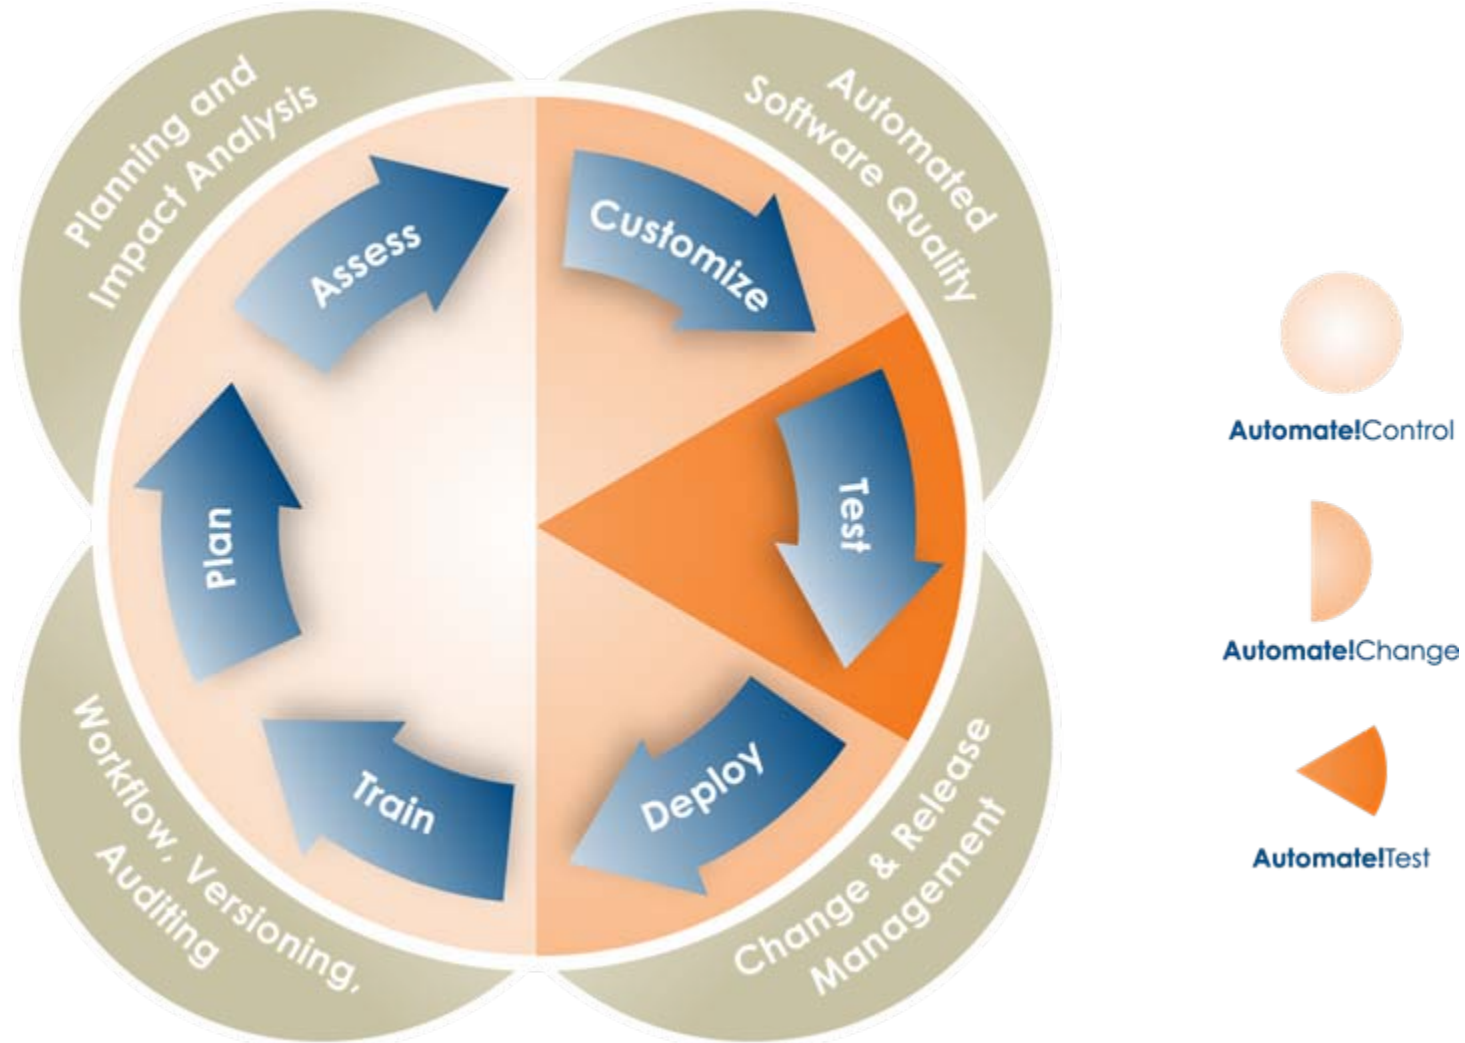 Planning and
Impact Analysis
Automated
Software Quality
Assess
Customize
Plan
Test
Train
Deploy
Workflow, Versioning,
Auditing
Change & Release
Management
Automate!Control
Automate!Change
Automate!Test